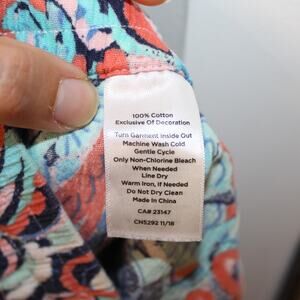 100% Cotton
Exclusive Of Decoration
Turn Garment Inside Out
Machine Wash Cold
Gentle Cycle
Only Non-Chlorine Bleach
When Needed
Line Dry
Warm Iron, If Needed
Do Not Dry Clean
Made In China
CA# 23147
CNS292 11/18